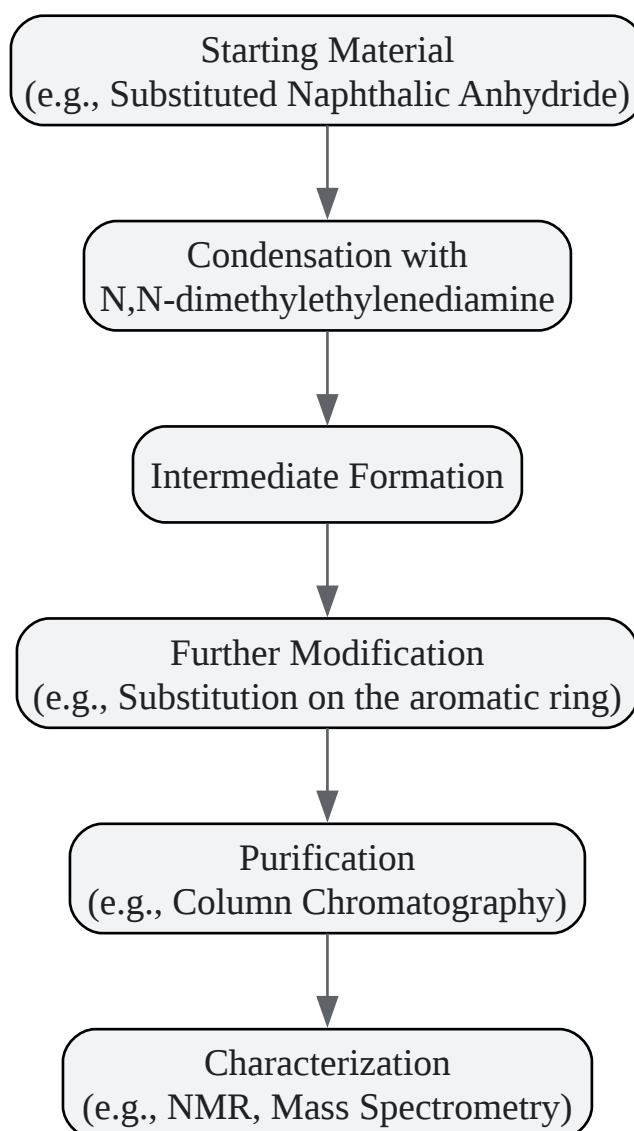 Starting Material
(e.g., Substituted Naphthalic Anhydride)
Condensation with
N,N-dimethylethylenediamine
Intermediate Formation
Further Modification
(e.g., Substitution on the aromatic ring)
Purification
(e.g., Column Chromatography)
Characterization
(e.g., NMR, Mass Spectrometry)